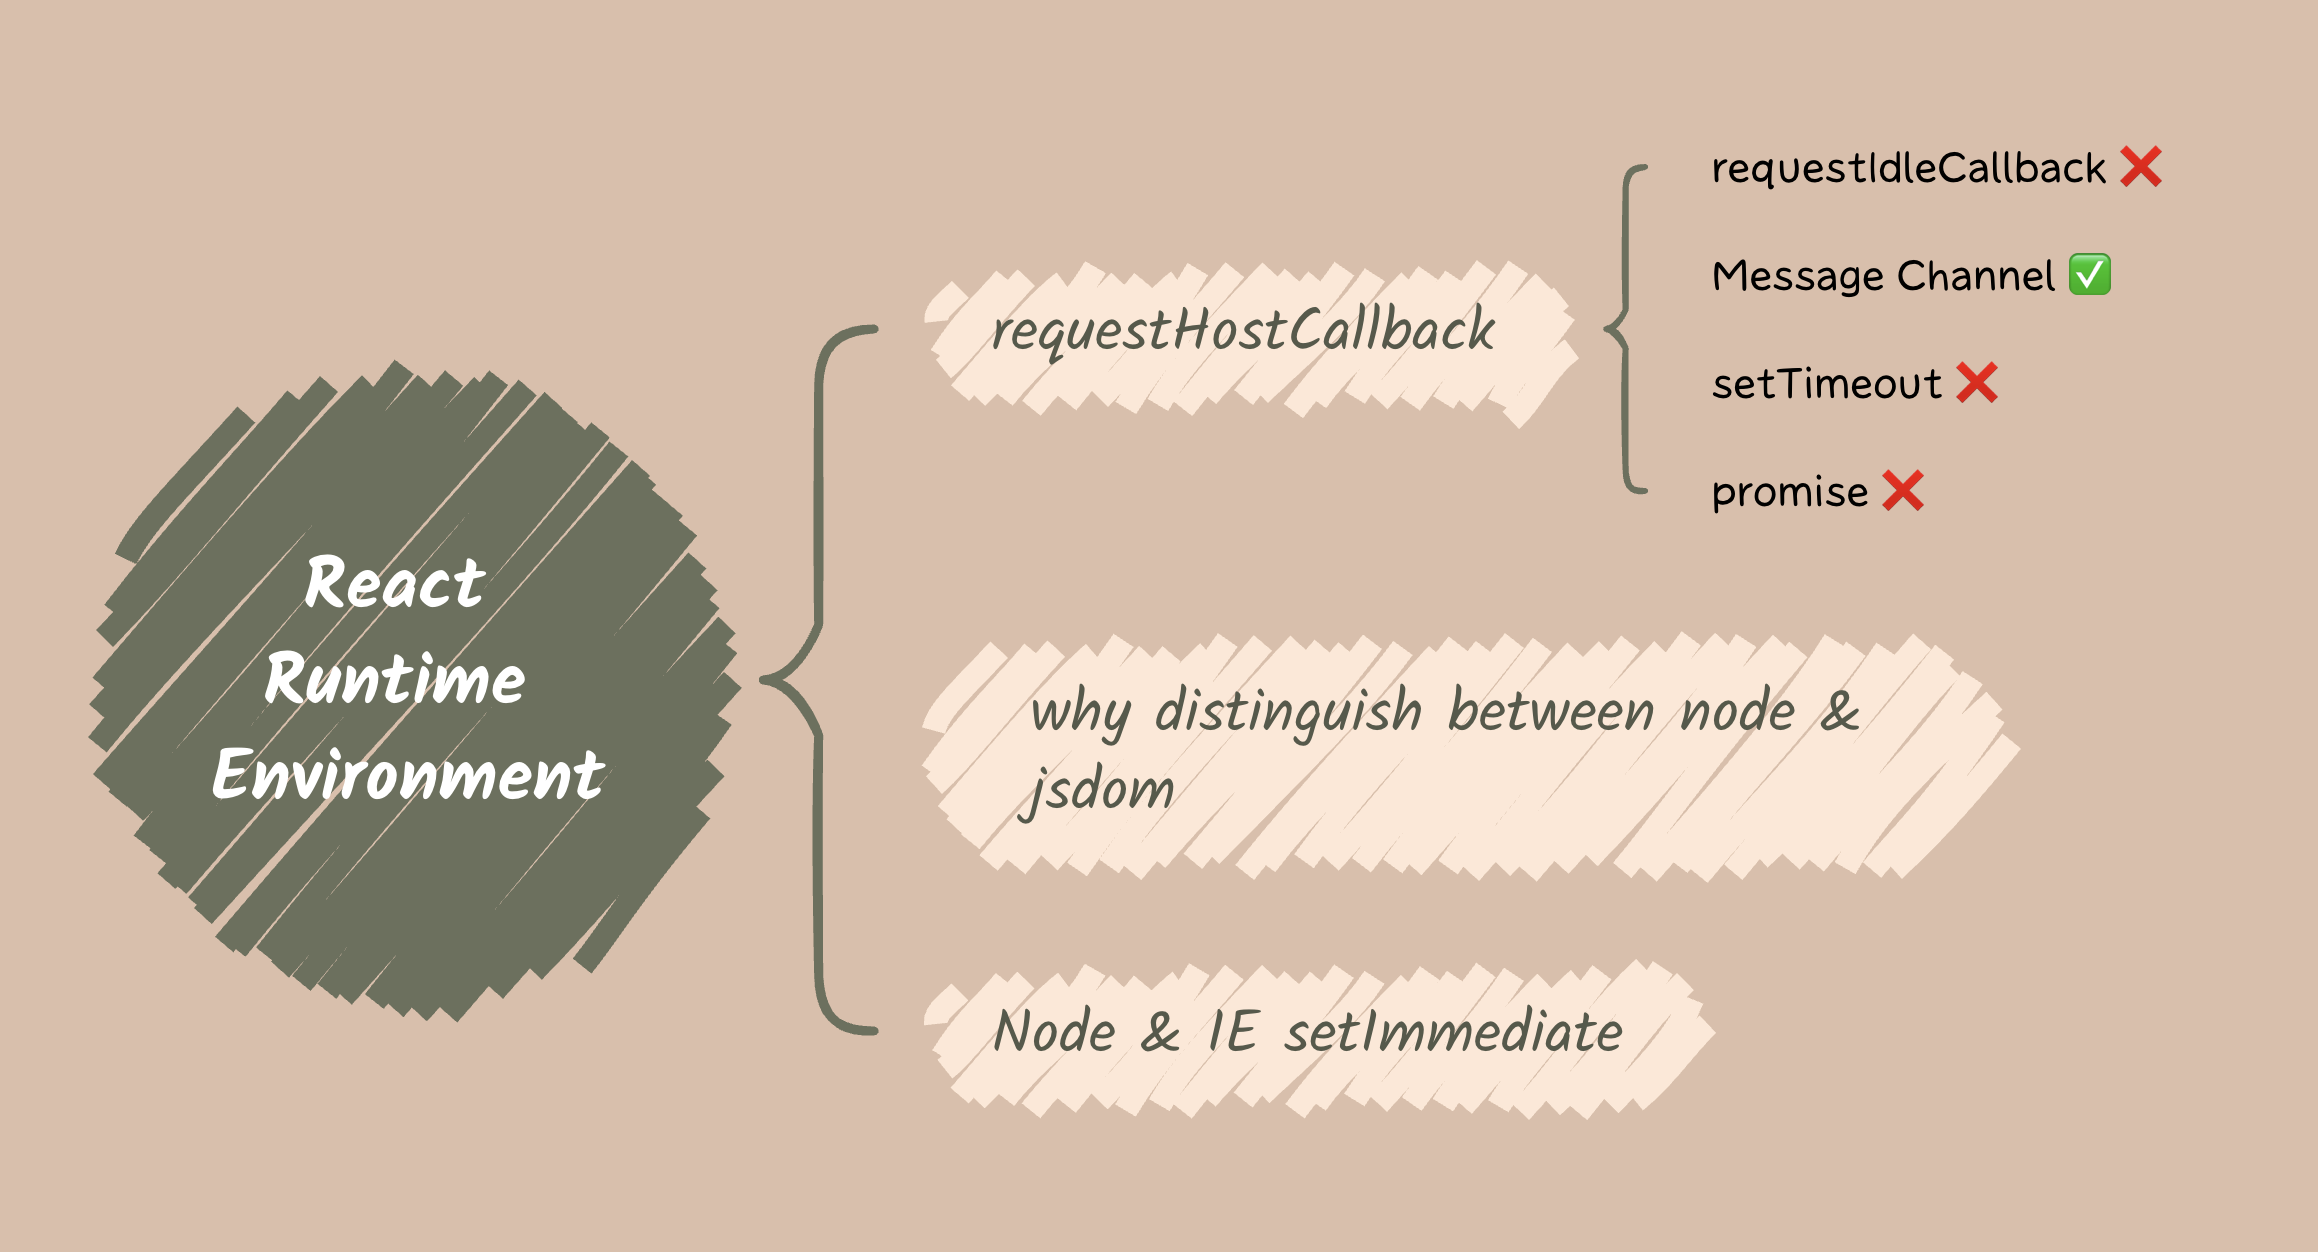 React
Runtime
Environment
requestHostCallback
requestIdleCallback ❌
Message Channel ✅
setTimeout ❌
promise ❌
why distinguish between node &
jsdom
Node & IE setImmediate